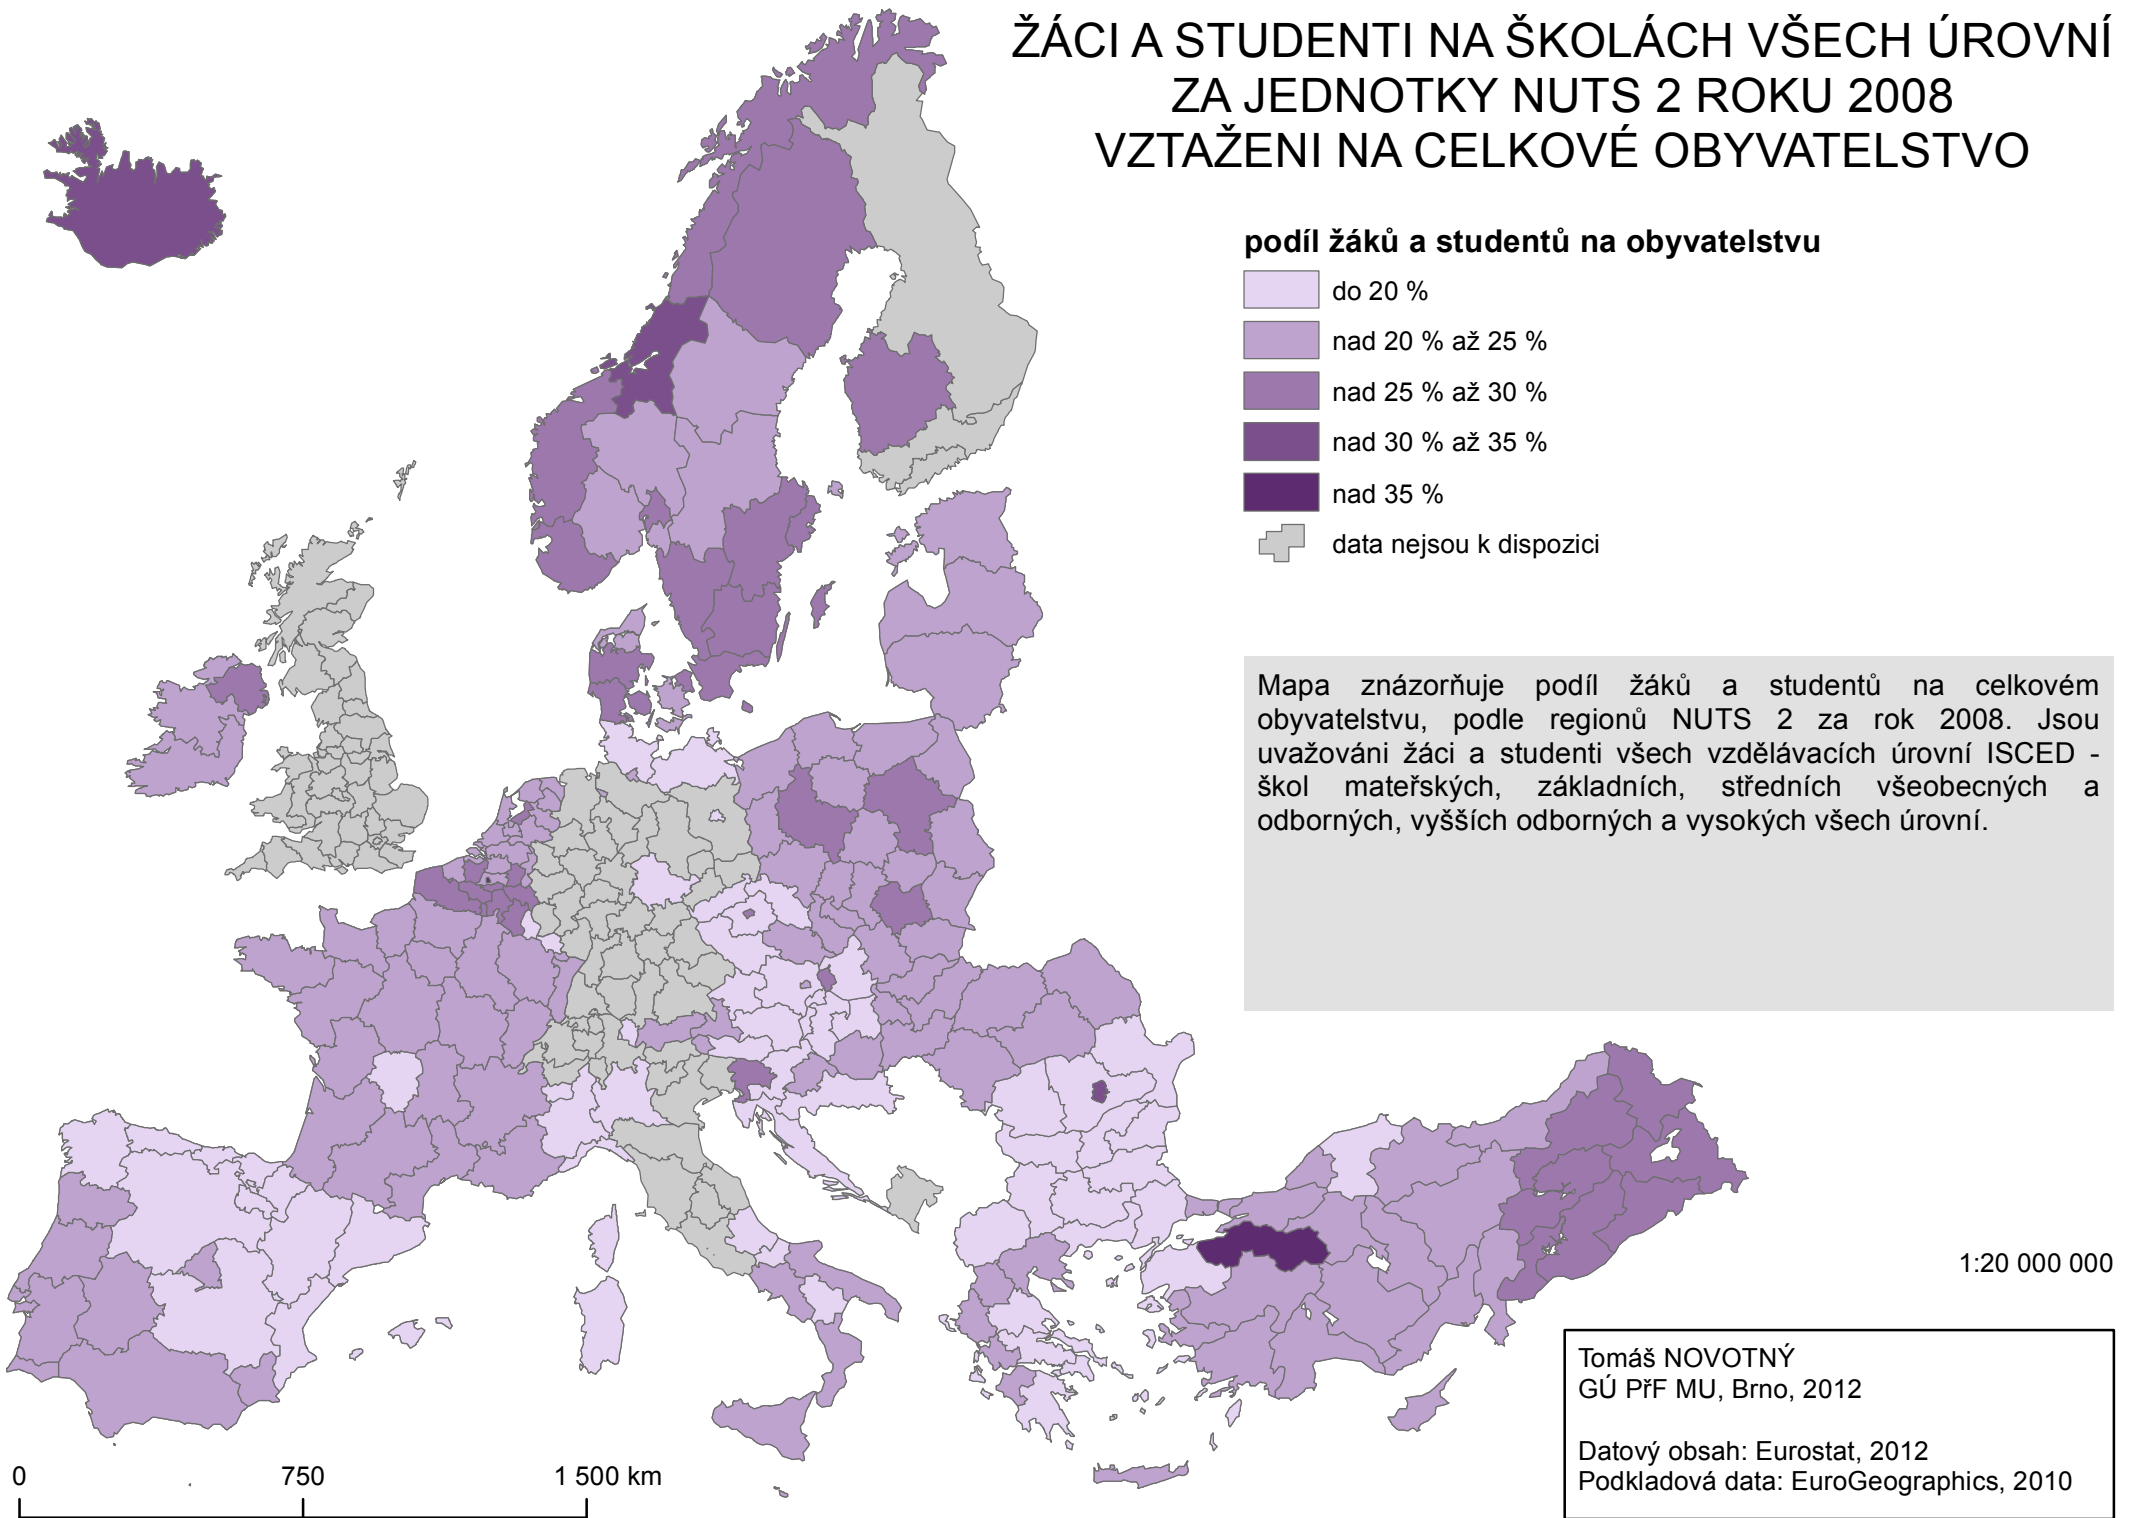 ŽÁCI A STUDENTI NA ŠKOLÁCH VŠECH ÚROVNÍ
ZA JEDNOTKY NUTS 2 ROKU 2008
VZTAŽENI NA CELKOVÉ OBYVATELSTVO
podíl žáků a studentů na obyvatelstvu
do 20 %
nad 20 % až 25 %
nad 25 % až 30 %
nad 30 % až 35 %
nad 35 %
data nejsou k dispozici
Mapa znázorňuje podíl žáků a studentů na celkovém
obyvatelstvu, podle regionů NUTS 2 za rok 2008. Jsou
uvažováni žáci a studenti všech vzdělávacích úrovní ISCED -
škol mateřských, základních, středních všeobecných a
odborných, vyšších odborných a vysokých všech úrovní.
1:20 000 000
Tomáš NOVOTNÝ
GÚ PřF MU, Brno, 2012
Datový obsah: Eurostat, 2012
Podkladová data: EuroGeographics, 2010
0 750 1 500 km